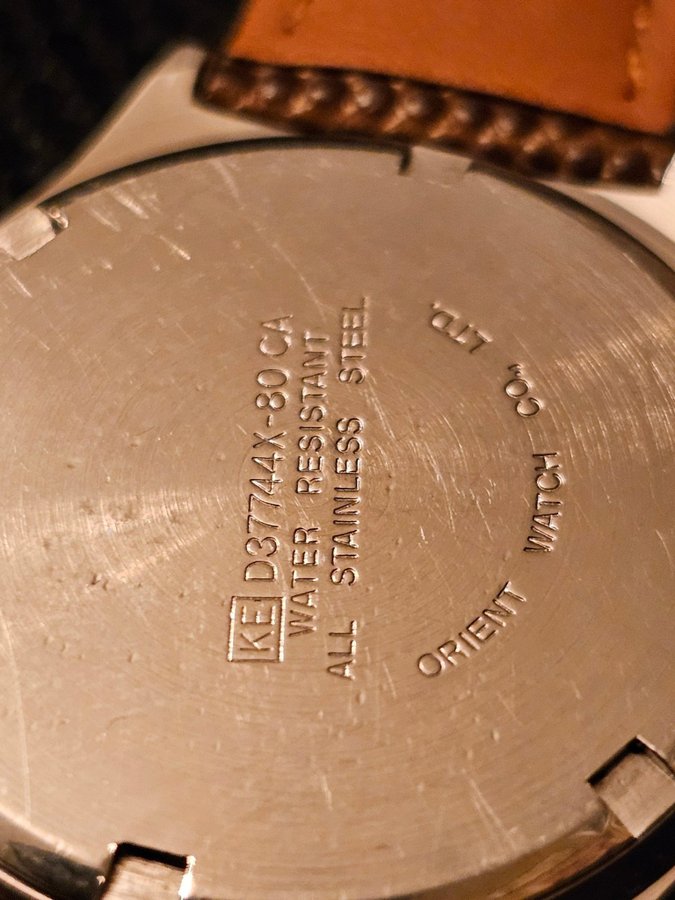 ORIENT WATCH CO., LTD.
KE D37744X-80 CA
WATER RESISTANT
ALL STAINLESS STEEL